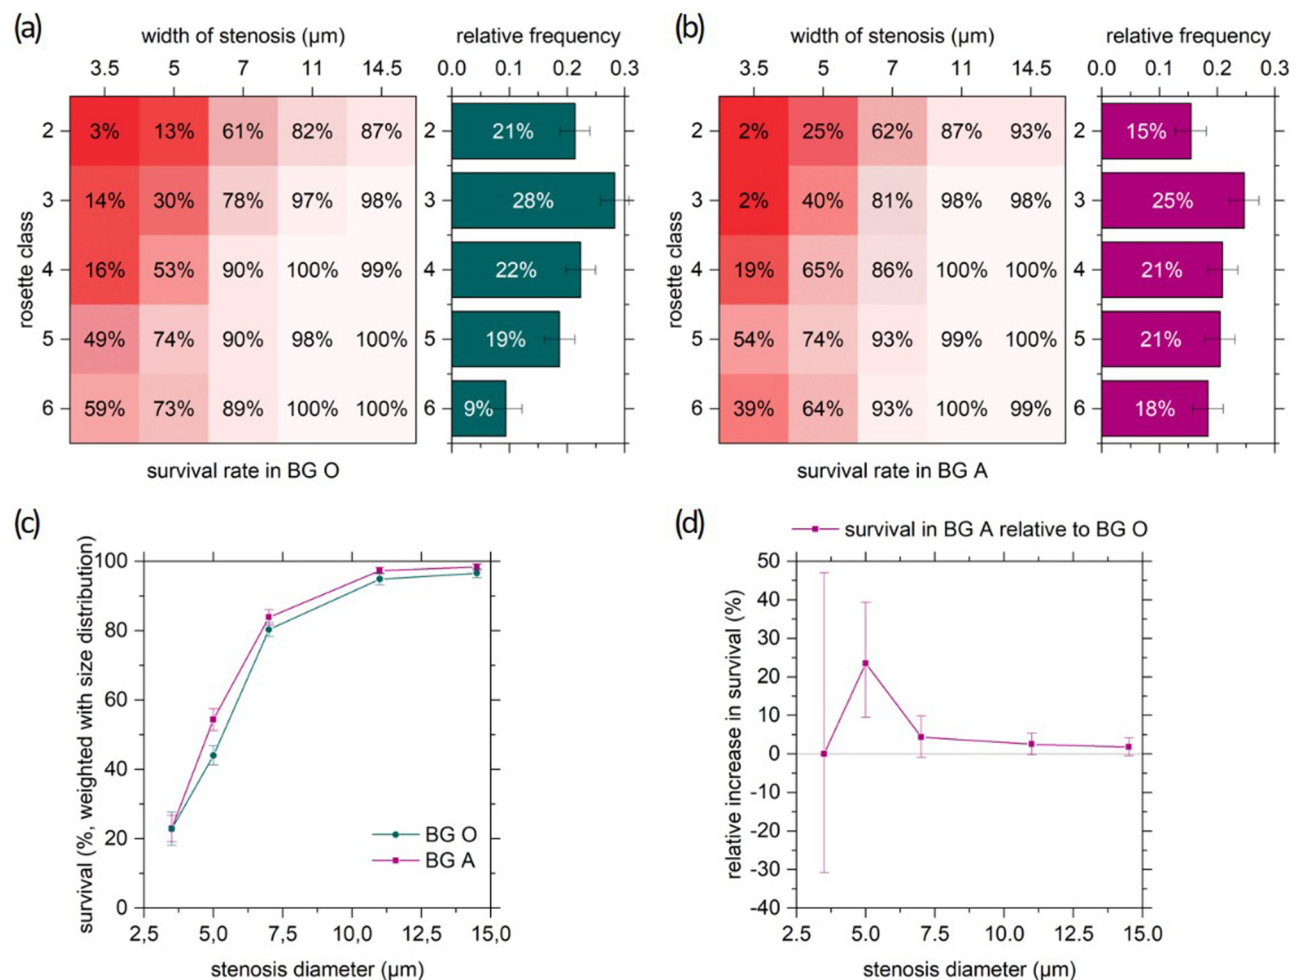 (a)
width of stenosis (µm)
3.5 5 7 11 14.5
rosette class
2 3% 13% 61% 82% 87%
3 14% 30% 78% 97% 98%
4 16% 53% 90% 100% 99%
5 49% 74% 90% 98% 100%
6 59% 73% 89% 100% 100%
survival rate in BG O
relative frequency
0.0 0.1 0.2 0.3
2 21%
3 28%
4 22%
5 19%
6 9%
(b)
width of stenosis (µm)
3.5 5 7 11 14.5
rosette class
2 2% 25% 62% 87% 93%
3 2% 40% 81% 98% 98%
4 19% 65% 86% 100% 100%
5 54% 74% 93% 99% 100%
6 39% 64% 93% 100% 99%
survival rate in BG A
relative frequency
0.0 0.1 0.2 0.3
2 15%
3 25%
4 21%
5 21%
6 18%
(c)
survival (%, weighted with size distribution)
100
80
60
40
20
0
BG O
BG A
2,5 5,0 7,5 10,0 12,5 15,0
stenosis diameter (µm)
(d)
survival in BG A relative to BG O
relative increase in survival (%)
50
40
30
20
10
0
-10
-20
-30
-40
2.5 5.0 7.5 10.0 12.5 15.0
stenosis diameter (µm)